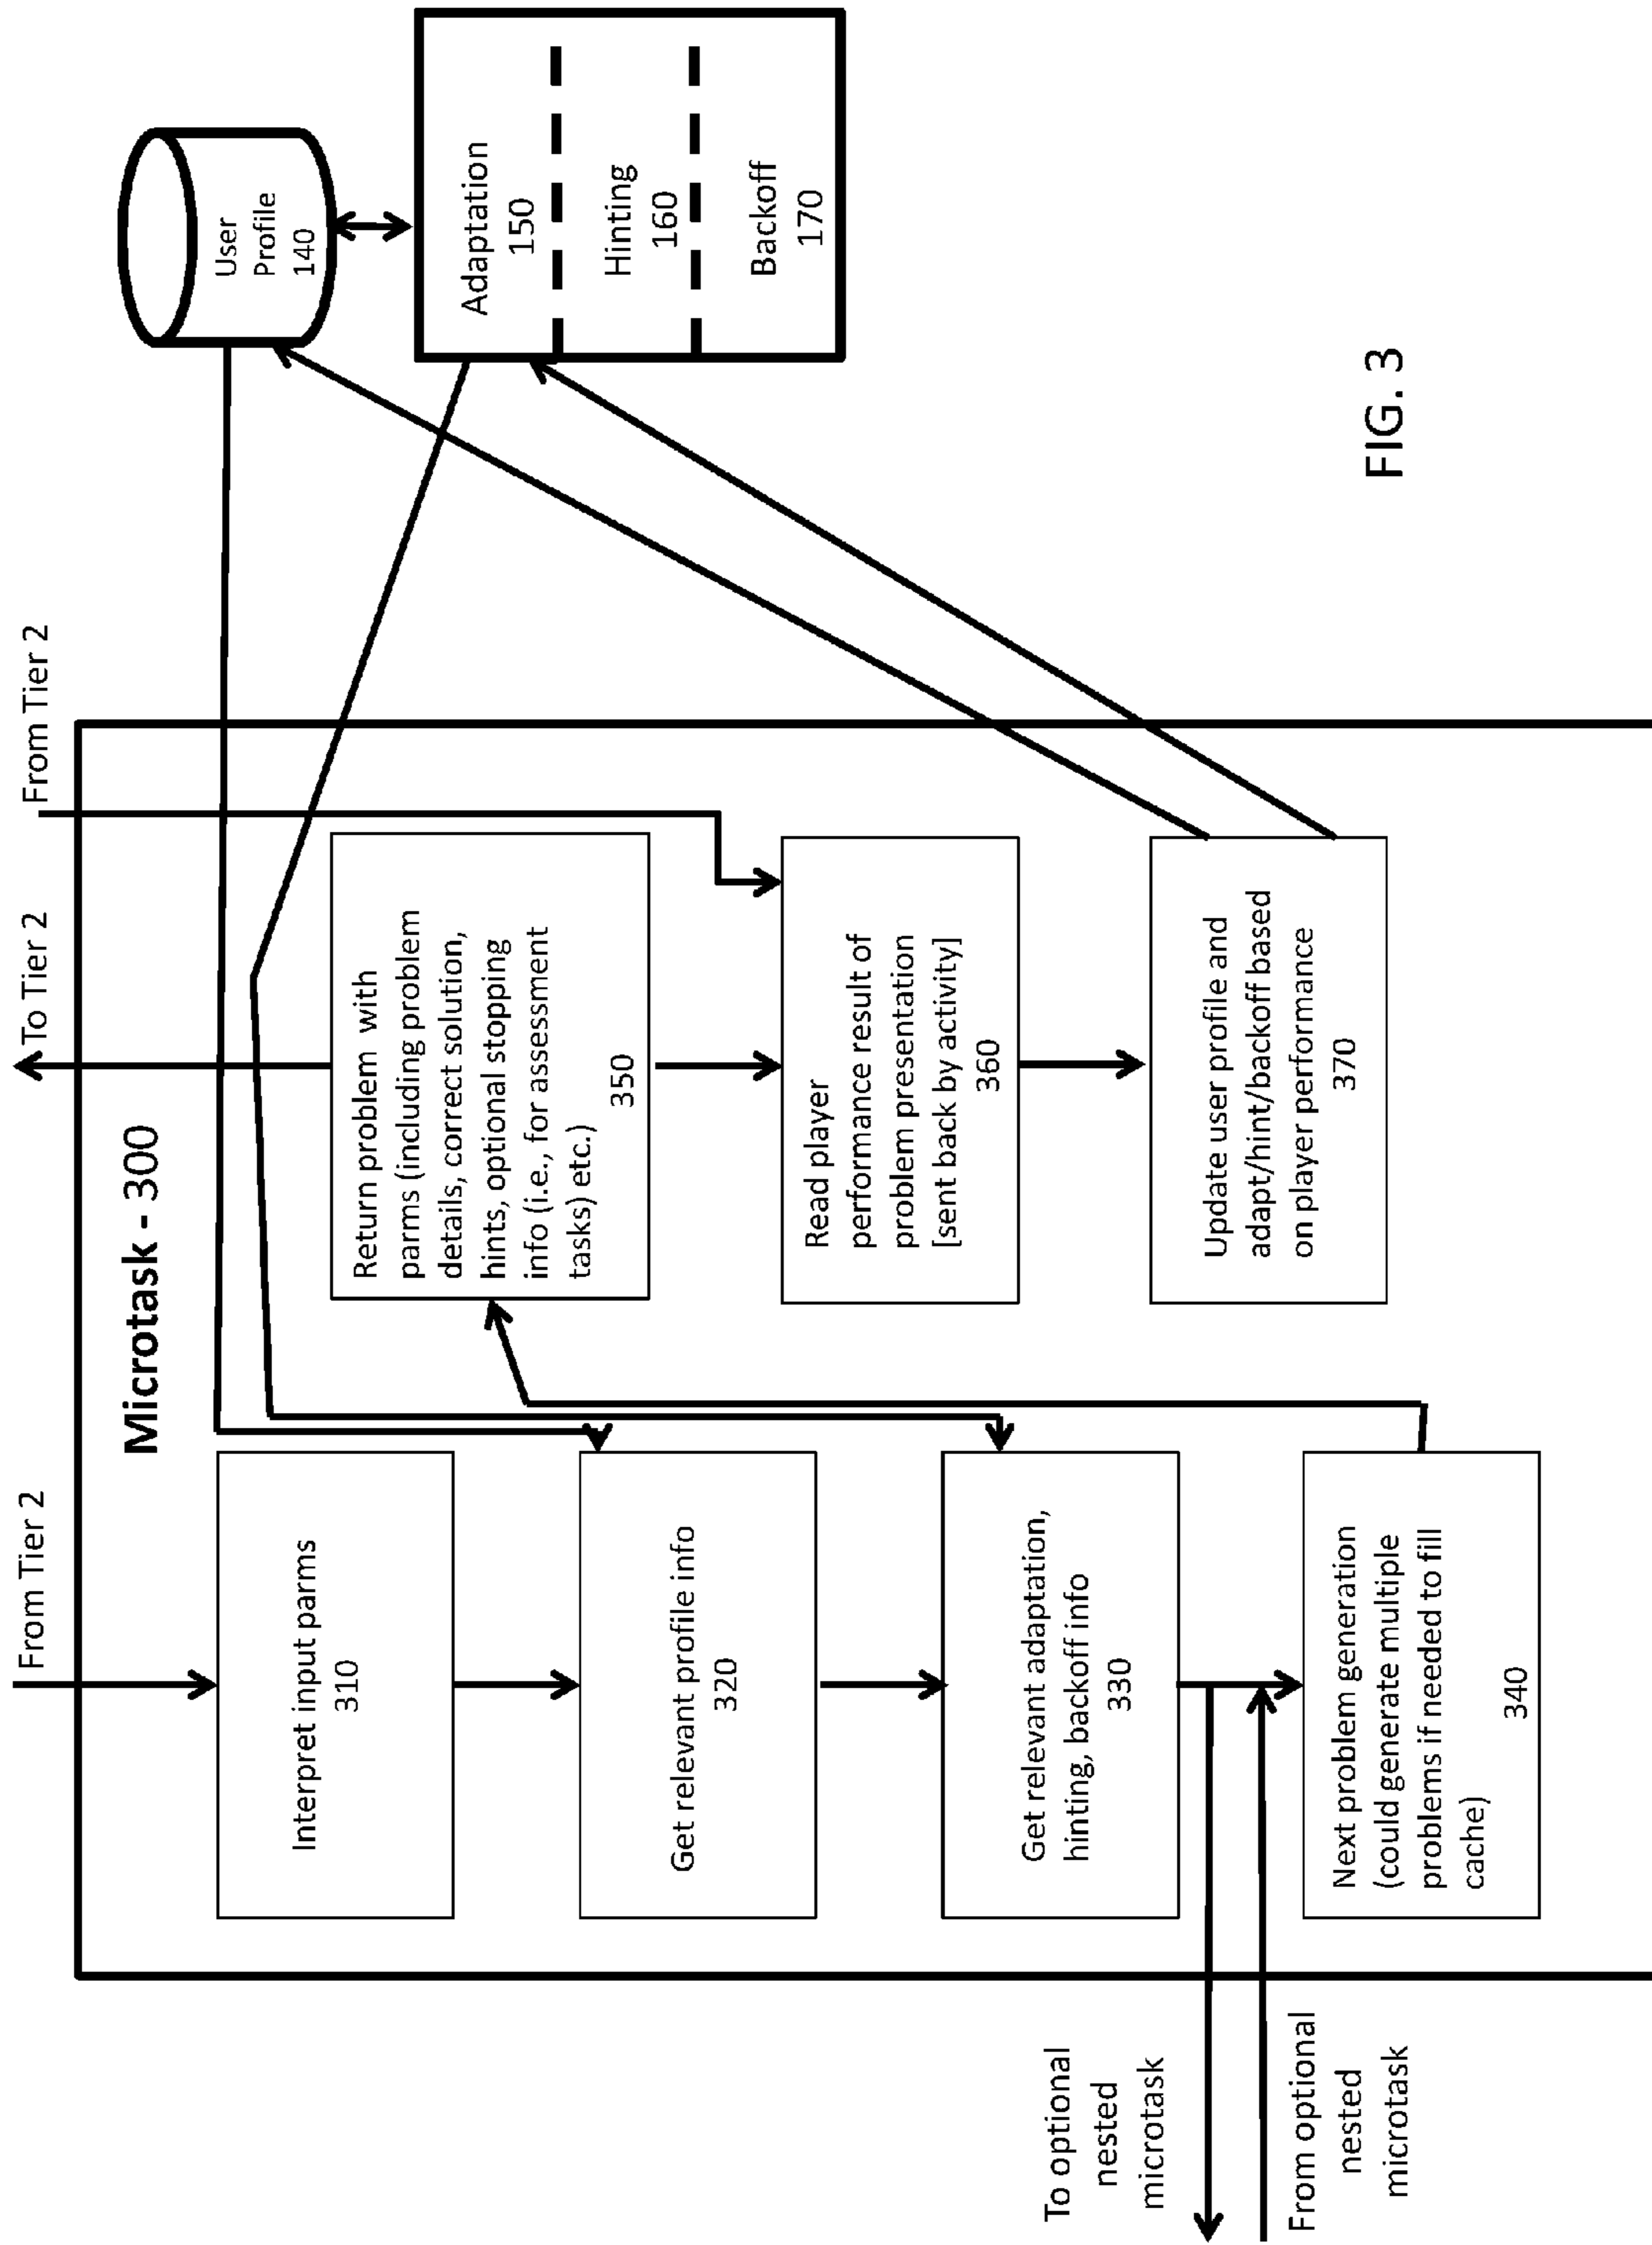 From Tier 2
To Tier 2
From Tier 2
Microtask - 300
Interpret input parms
310
Get relevant profile info
320
Get relevant adaptation,
hinting, backoff info
330
Next problem generation
(could generate multiple
problems if needed to fill
cache)
340
To optional
nested
microtask
From optional
nested
microtask
Return problem with
parms (including problem
details, correct solution,
hints, optional stopping
info (i.e., for assessment
tasks) etc.)
350
Read player
performance result of
problem presentation
[sent back by activity]
360
Update user profile and
adapt/hint/backoff based
on player performance
370
User
Profile
140
Adaptation
150
Hinting
160
Backoff
170
FIG. 3